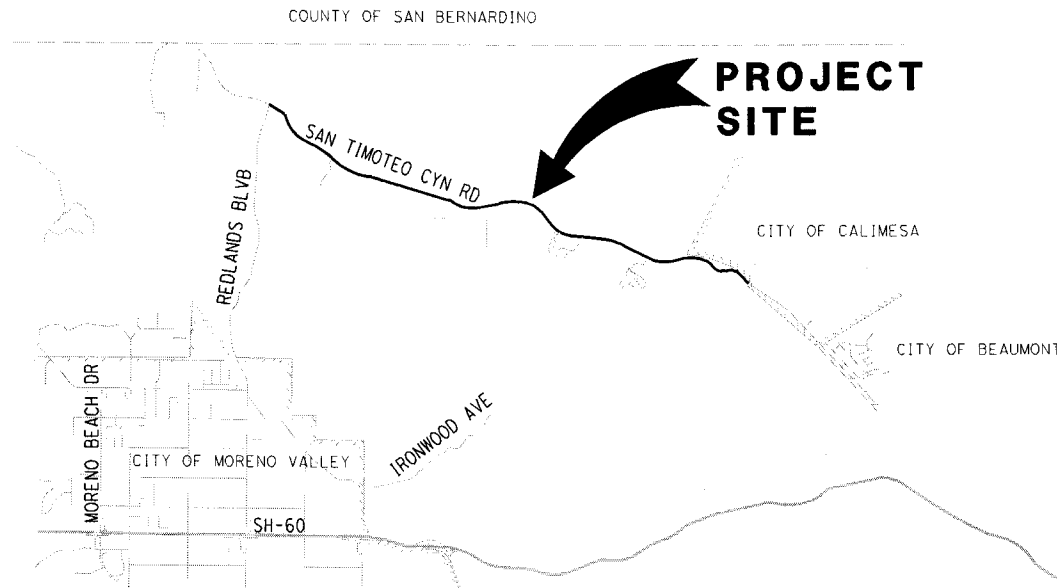 COUNTY OF SAN BERNARDINO
PROJECT
SITE
SAN TIMOTEO CYN RD
REDLANDS BLVB
CITY OF CALIMESA
CITY OF BEAUMONT
MORENO BEACH DR
IRONWOOD AVE
CITY OF MORENO VALLEY
SH-60